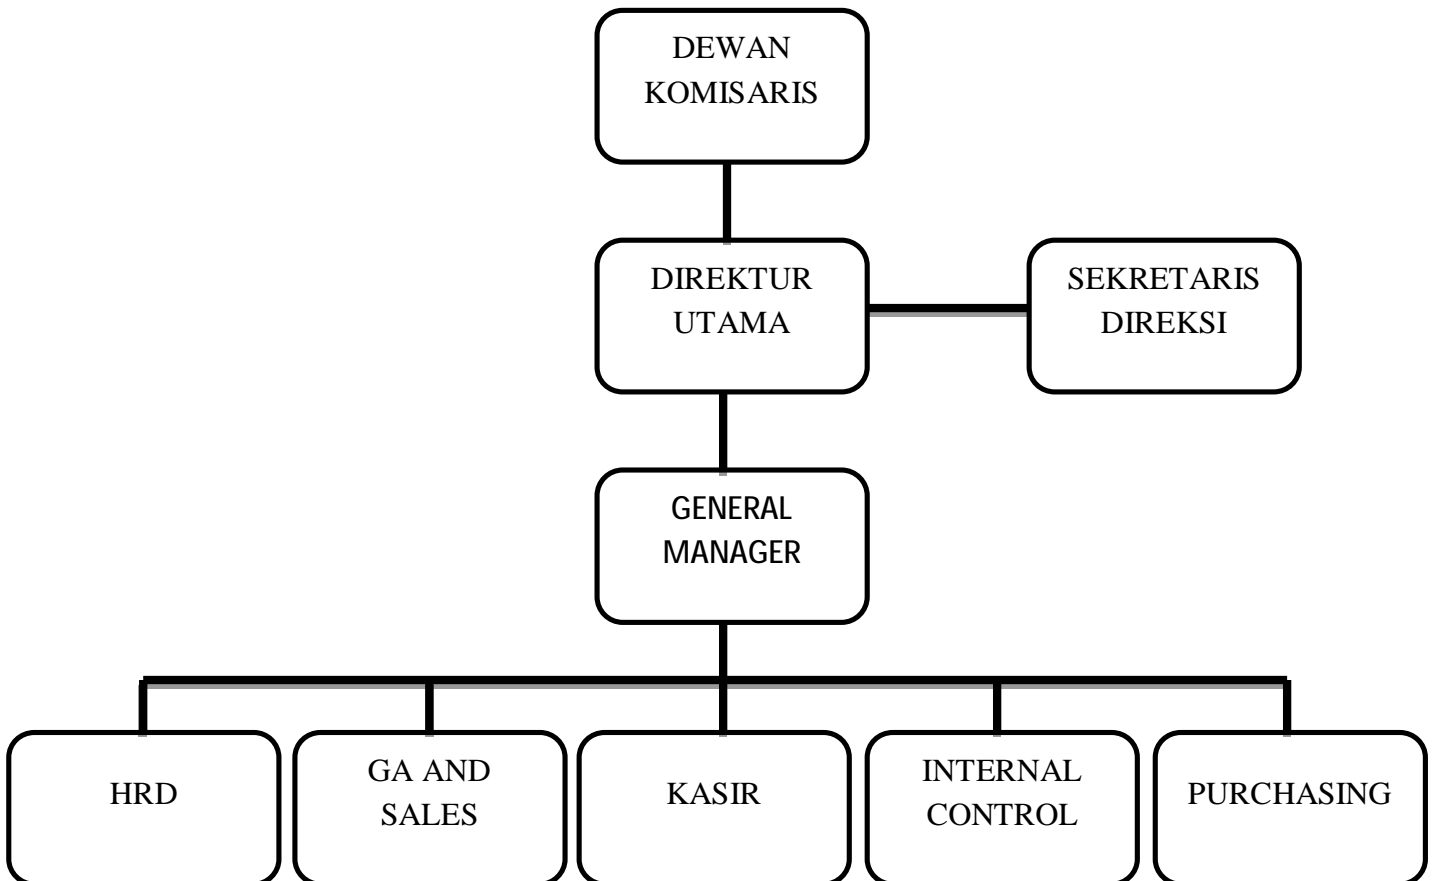 DEWAN
KOMISARIS
DIREKTUR
UTAMA
SEKRETARIS
DIREKSI
GENERAL
MANAGER
HRD
GA AND
SALES
KASIR
INTERNAL
CONTROL
PURCHASING